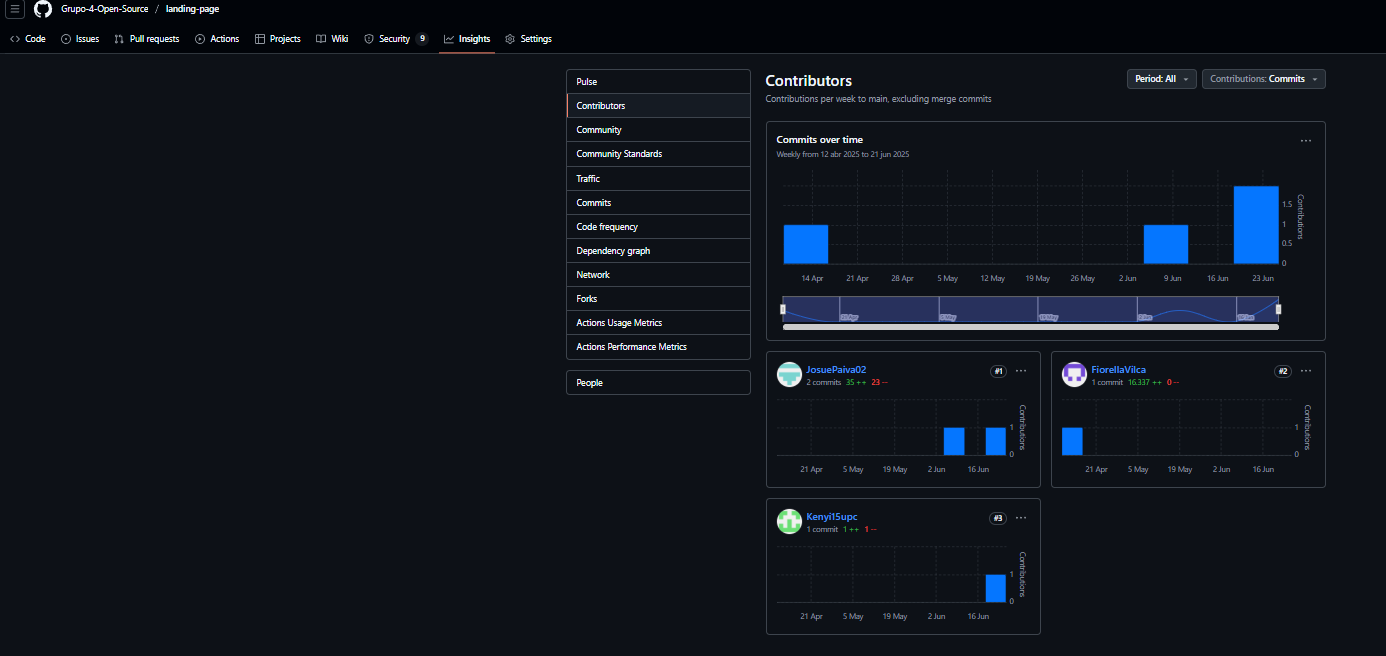 Grupo-4-Open-Source / landing-page
Code Issues Pull requests Actions Projects Wiki Security 9 Insights Settings
Pulse
Contributors
Community
Community Standards
Traffic
Commits
Code frequency
Dependency graph
Network
Forks
Actions Usage Metrics
Actions Performance Metrics
People
Contributors
Period: All
Contributions: Commits
Contributions per week to main, excluding merge commits
Commits over time
Weekly from 12 abr 2025 to 21 jun 2025
1.5
1
0.5
0
Contributions
14 Apr 21 Apr 28 Apr 5 May 12 May 19 May 26 May 2 Jun 9 Jun 16 Jun 23 Jun
JosuePaiva02
#1
2 commits 35 ++ 23 --
1
0
Contributions
21 Apr 5 May 19 May 2 Jun 16 Jun
FiorellaVilca
#2
1 commit 16.337 ++ 0 --
1
0
Contributions
21 Apr 5 May 19 May 2 Jun 16 Jun
Kenyi15upc
#3
1 commit 1 ++ 1 --
1
0
Contributions
21 Apr 5 May 19 May 2 Jun 16 Jun